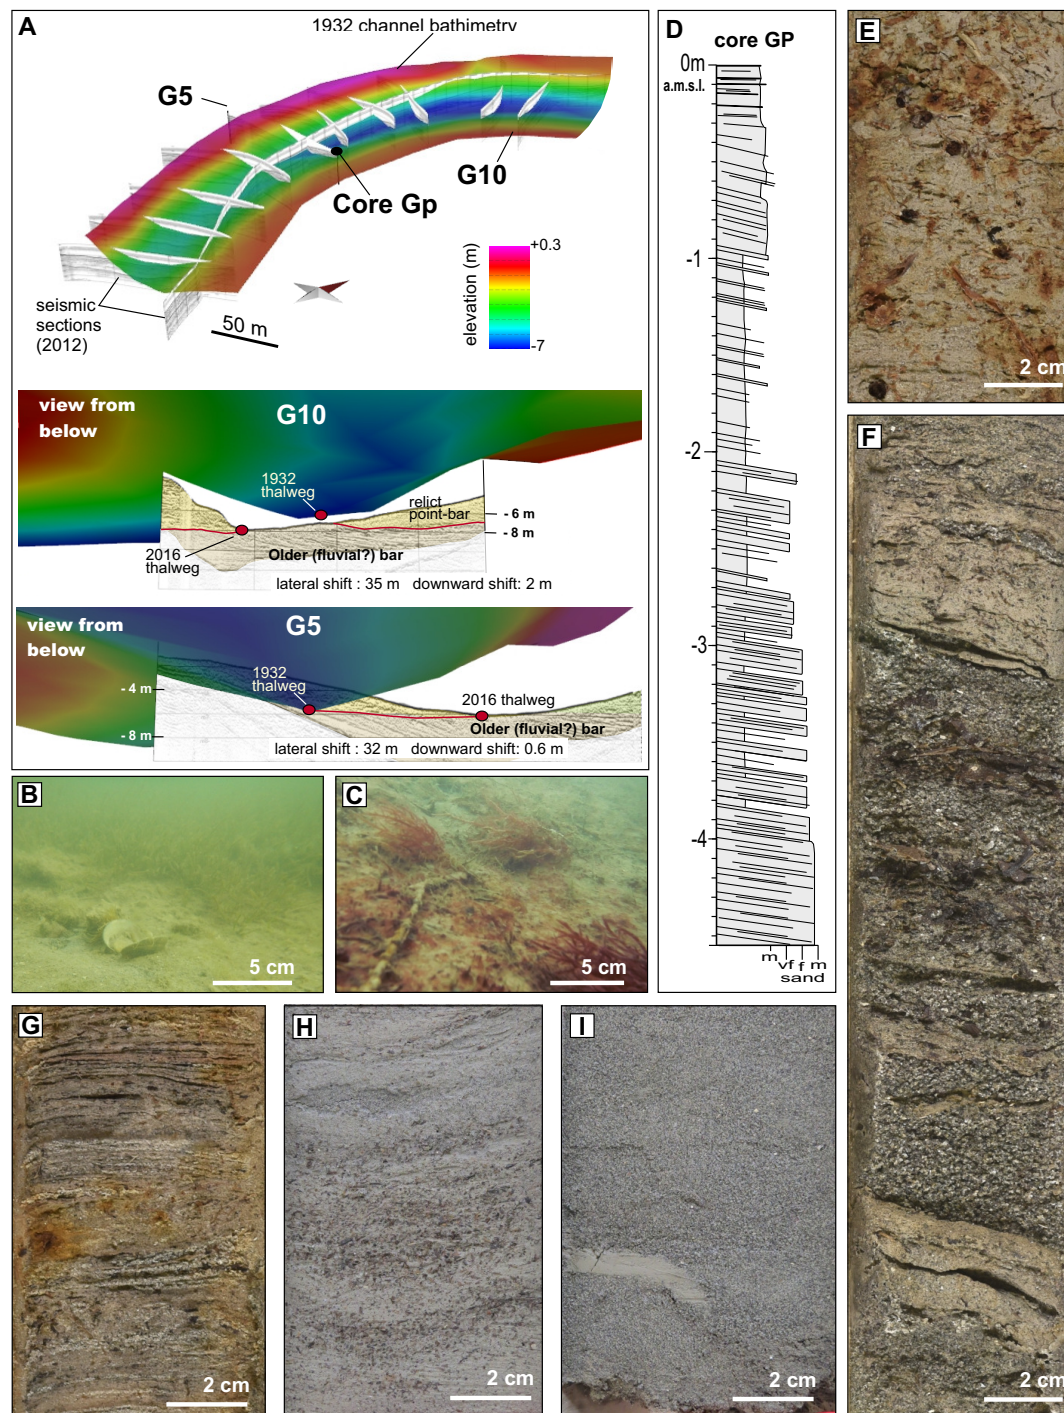 A
1932 channel bathimetry
G5
G10
Core Gp
elevation (m)
+0.3
-7
seismic
sections
(2012)
50 m
view from
below
G10
1932
thalweg
relict
point-bar
- 6 m
- 8 m
2016
thalweg
Older (fluvial?) bar
lateral shift : 35 m downward shift: 2 m
view from
below
G5
1932
thalweg
- 4 m
2016 thalweg
Older (fluvial?) bar
- 8 m
lateral shift : 32 m downward shift: 0.6 m
B
5 cm
C
5 cm
D
core GP
0m
a.m.s.l.
-1
-2
-3
-4
m vf f m
sand
E
2 cm
F
2 cm
G
2 cm
H
2 cm
I
2 cm